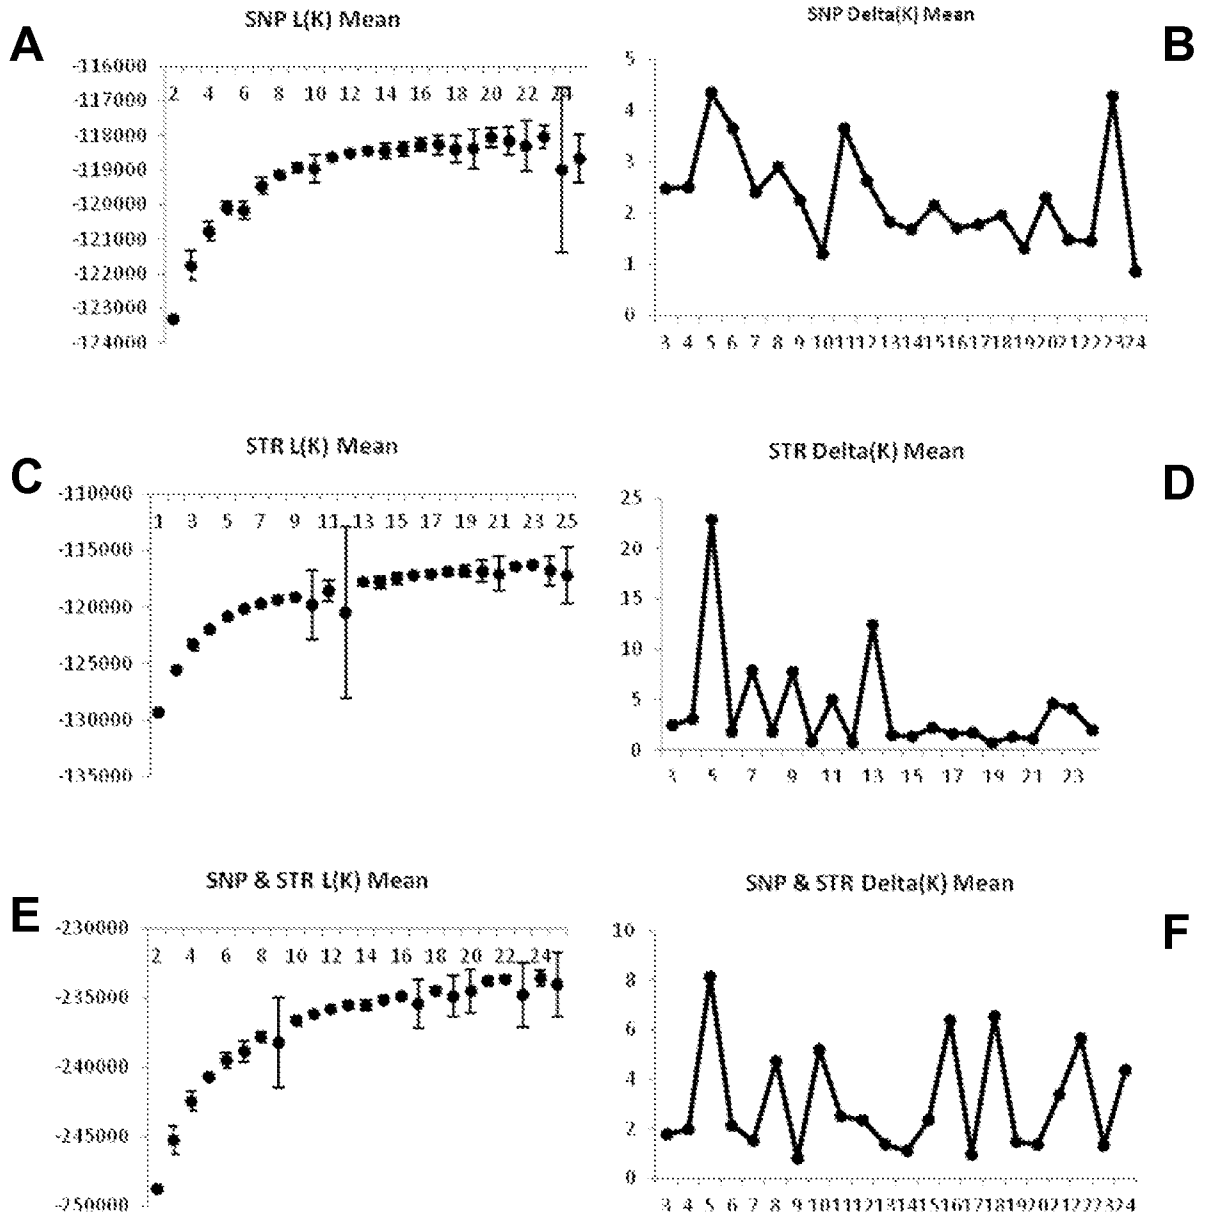 A
SNP L(K) Mean
-116000
-117000
-118000
-119000
-120000
-121000
-122000
-123000
-124000
2 4 6 8 10 12 14 16 18 20 22 24
B
SNP Delta(K) Mean
5
4
3
2
1
0
3 4 5 6 7 8 9 101112131415161718192021222324
C
STR L(K) Mean
-110000
-115000
-120000
-125000
-130000
-135000
1 3 5 7 9 11 13 15 17 19 21 23 25
D
STR Delta(K) Mean
25
20
15
10
5
0
3 5 7 9 11 13 15 17 19 21 23
E
SNP & STR L(K) Mean
-230000
-235000
-240000
-245000
-250000
2 4 6 8 10 12 14 16 18 20 22 24
F
SNP & STR Delta(K) Mean
10
8
6
4
2
0
3 4 5 6 7 8 9 101112131415161718192021222324